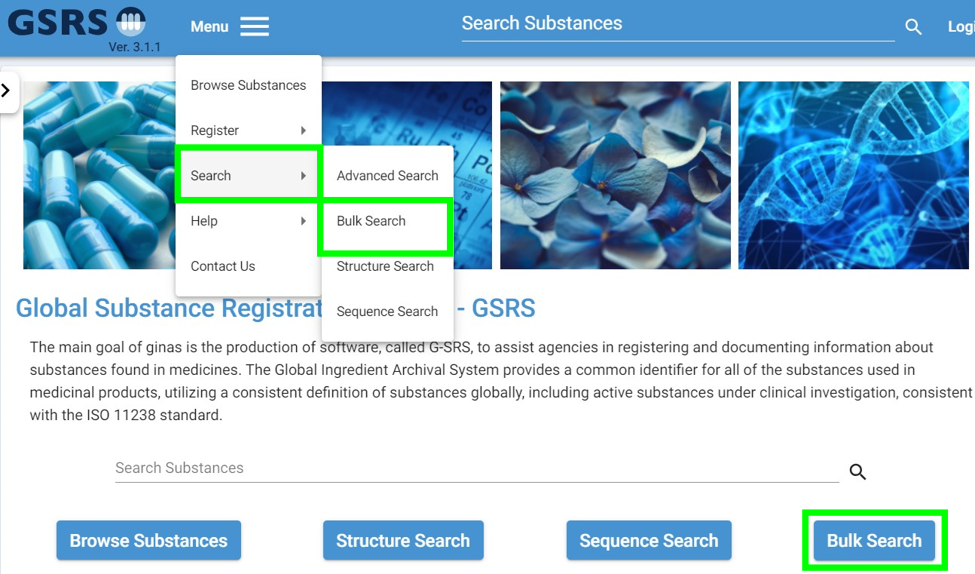 GSRS
Ver. 3.1.1
Menu
Search Substances
Browse Substances
Register
Search
Help
Contact Us
Advanced Search
Bulk Search
Structure Search
Sequence Search
Co
Ru
Pt
Global Substance Registrat - GSRS
The main goal of ginas is the production of software, called G-SRS, to assist agencies in registering and documenting information about
substances found in medicines. The Global Ingredient Archival System provides a common identifier for all of the substances used in
medicinal products, utilizing a consistent definition of substances globally, including active substances under clinical investigation, consistent
with the ISO 11238 standard.
Search Substances
Browse Substances
Structure Search
Sequence Search
Bulk Search